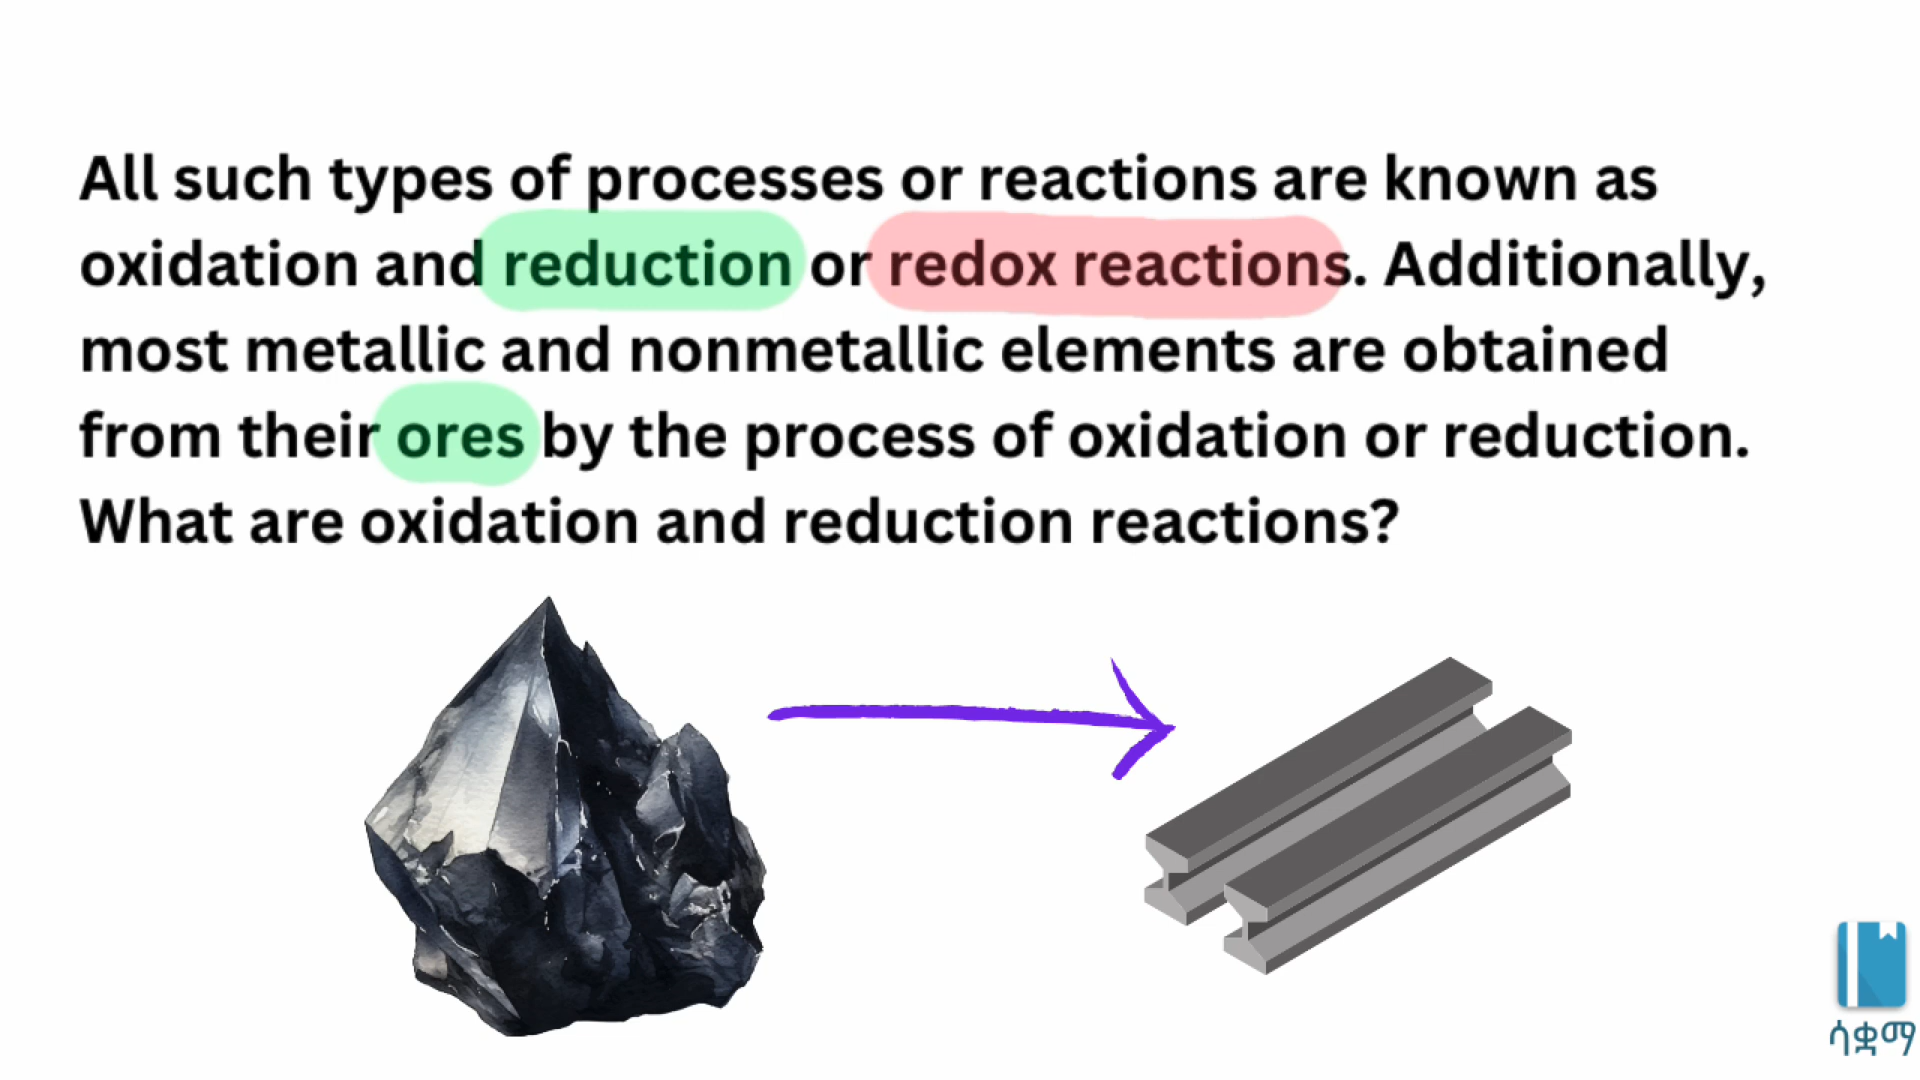 All such types of processes or reactions are known as
oxidation and reduction or redox reactions. Additionally,
most metallic and nonmetallic elements are obtained
from their ores by the process of oxidation or reduction.
What are oxidation and reduction reactions?
ሳቋማ